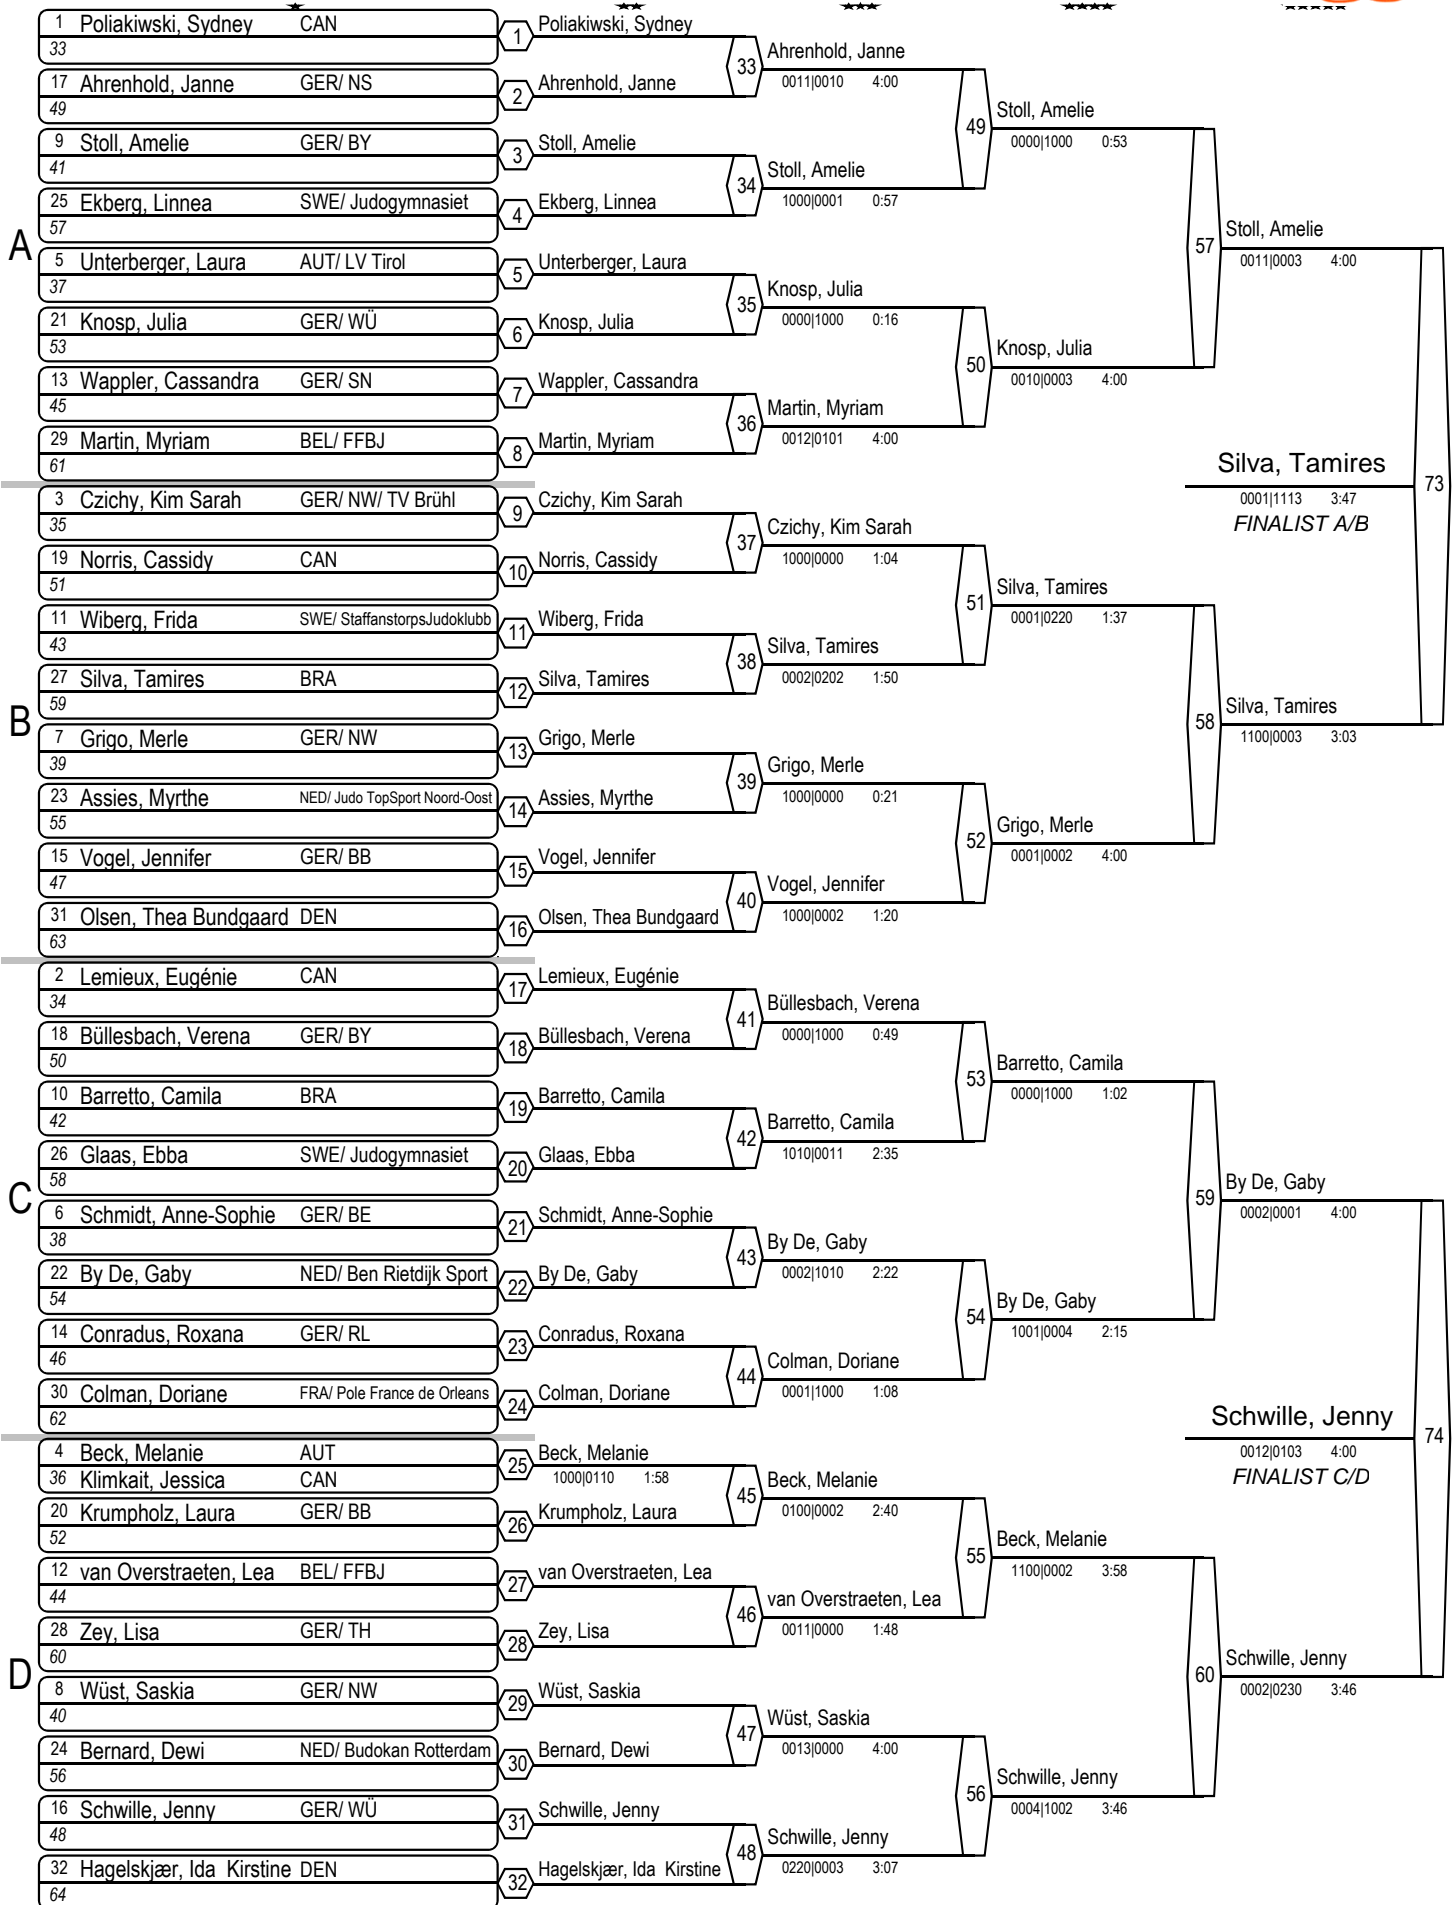 1 Poliakiwski, Sydney CAN
33
1 Poliakiwski, Sydney
33 Ahrenhold, Janne
0011|0010 4:00
17 Ahrenhold, Janne GER/ NS
49
2 Ahrenhold, Janne
49 Stoll, Amelie
0000|1000 0:53
9 Stoll, Amelie GER/ BY
41
3 Stoll, Amelie
34 Stoll, Amelie
1000|0001 0:57
25 Ekberg, Linnea SWE/ Judogymnasiet
57
4 Ekberg, Linnea
57 Stoll, Amelie
0011|0003 4:00
A
5 Unterberger, Laura AUT/ LV Tirol
37
5 Unterberger, Laura
35 Knosp, Julia
0000|1000 0:16
21 Knosp, Julia GER/ WÜ
53
6 Knosp, Julia
50 Knosp, Julia
0010|0003 4:00
13 Wappler, Cassandra GER/ SN
45
7 Wappler, Cassandra
36 Martin, Myriam
0012|0101 4:00
29 Martin, Myriam BEL/ FFBJ
61
8 Martin, Myriam
Silva, Tamires
73
0001|1113 3:47
FINALIST A/B
3 Czichy, Kim Sarah GER/ NW/ TV Brühl
35
9 Czichy, Kim Sarah
37 Czichy, Kim Sarah
1000|0000 1:04
19 Norris, Cassidy CAN
51
10 Norris, Cassidy
51 Silva, Tamires
0001|0220 1:37
11 Wiberg, Frida SWE/ StaffanstorpsJudoklubb
43
11 Wiberg, Frida
38 Silva, Tamires
0002|0202 1:50
27 Silva, Tamires BRA
59
12 Silva, Tamires
58 Silva, Tamires
1100|0003 3:03
B
7 Grigo, Merle GER/ NW
39
13 Grigo, Merle
39 Grigo, Merle
1000|0000 0:21
23 Assies, Myrthe NED/ Judo TopSport Noord-Oost
55
14 Assies, Myrthe
52 Grigo, Merle
0001|0002 4:00
15 Vogel, Jennifer GER/ BB
47
15 Vogel, Jennifer
40 Vogel, Jennifer
1000|0002 1:20
31 Olsen, Thea Bundgaard DEN
63
16 Olsen, Thea Bundgaard
2 Lemieux, Eugénie CAN
34
17 Lemieux, Eugénie
41 Büllesbach, Verena
0000|1000 0:49
18 Büllesbach, Verena GER/ BY
50
18 Büllesbach, Verena
53 Barretto, Camila
0000|1000 1:02
10 Barretto, Camila BRA
42
19 Barretto, Camila
42 Barretto, Camila
1010|0011 2:35
26 Glaas, Ebba SWE/ Judogymnasiet
58
20 Glaas, Ebba
59 By De, Gaby
0002|0001 4:00
C
6 Schmidt, Anne-Sophie GER/ BE
38
21 Schmidt, Anne-Sophie
43 By De, Gaby
0002|1010 2:22
22 By De, Gaby NED/ Ben Rietdijk Sport
54
22 By De, Gaby
54 By De, Gaby
1001|0004 2:15
14 Conradus, Roxana GER/ RL
46
23 Conradus, Roxana
44 Colman, Doriane
0001|1000 1:08
30 Colman, Doriane FRA/ Pole France de Orleans
62
24 Colman, Doriane
Schwille, Jenny
74
0012|0103 4:00
FINALIST C/D
4 Beck, Melanie AUT
36 Klimkait, Jessica CAN
25 Beck, Melanie
1000|0110 1:58
45 Beck, Melanie
0100|0002 2:40
20 Krumpholz, Laura GER/ BB
52
26 Krumpholz, Laura
55 Beck, Melanie
1100|0002 3:58
12 van Overstraeten, Lea BEL/ FFBJ
44
27 van Overstraeten, Lea
46 van Overstraeten, Lea
0011|0000 1:48
28 Zey, Lisa GER/ TH
60
28 Zey, Lisa
60 Schwille, Jenny
0002|0230 3:46
D
8 Wüst, Saskia GER/ NW
40
29 Wüst, Saskia
47 Wüst, Saskia
0013|0000 4:00
24 Bernard, Dewi NED/ Budokan Rotterdam
56
30 Bernard, Dewi
56 Schwille, Jenny
0004|1002 3:46
16 Schwille, Jenny GER/ WÜ
48
31 Schwille, Jenny
48 Schwille, Jenny
0220|0003 3:07
32 Hagelskjær, Ida Kirstine DEN
64
32 Hagelskjær, Ida Kirstine